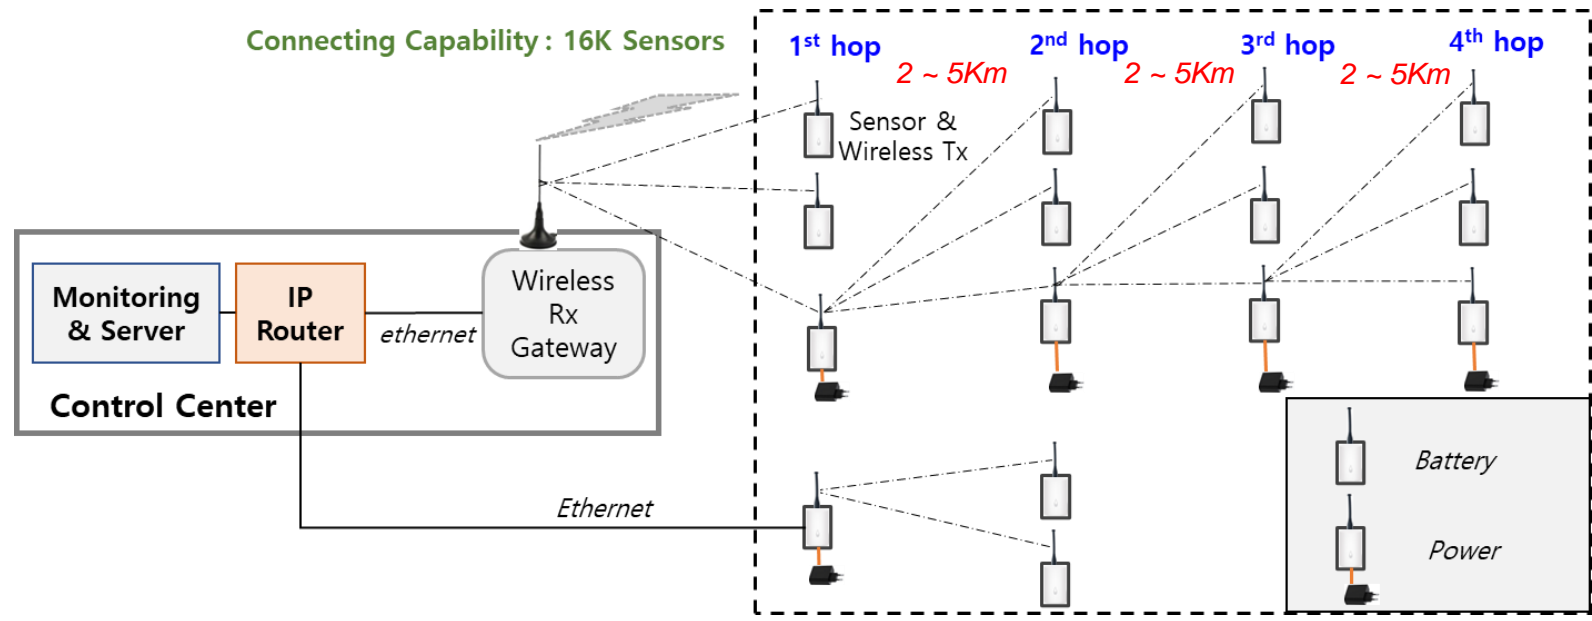 Connecting Capability : 16K Sensors
1st hop
2nd hop
3rd hop
4th hop
2 ~ 5Km
2 ~ 5Km
2 ~ 5Km
Sensor &
Wireless Tx
Monitoring
& Server
IP
Router
ethernet
Wireless
Rx
Gateway
Control Center
Ethernet
Battery
Power